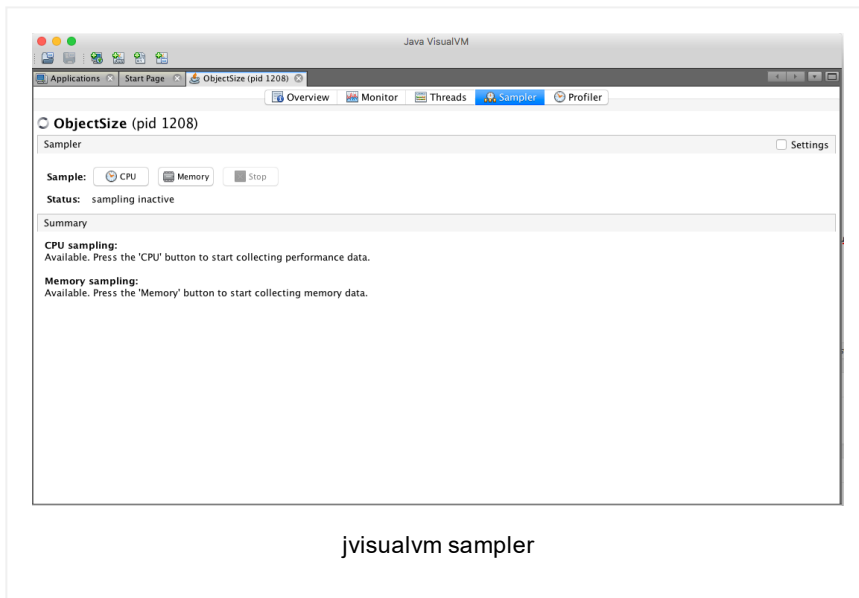 Java VisualVM
Applications Start Page ObjectSize (pid 1208)
Overview Monitor Threads Sampler Profiler
ObjectSize (pid 1208)
Sampler Settings
Sample: CPU Memory Stop
Status: sampling inactive
Summary
CPU sampling:
Available. Press the 'CPU' button to start collecting performance data.
Memory sampling:
Available. Press the 'Memory' button to start collecting memory data.
jvisualvm sampler